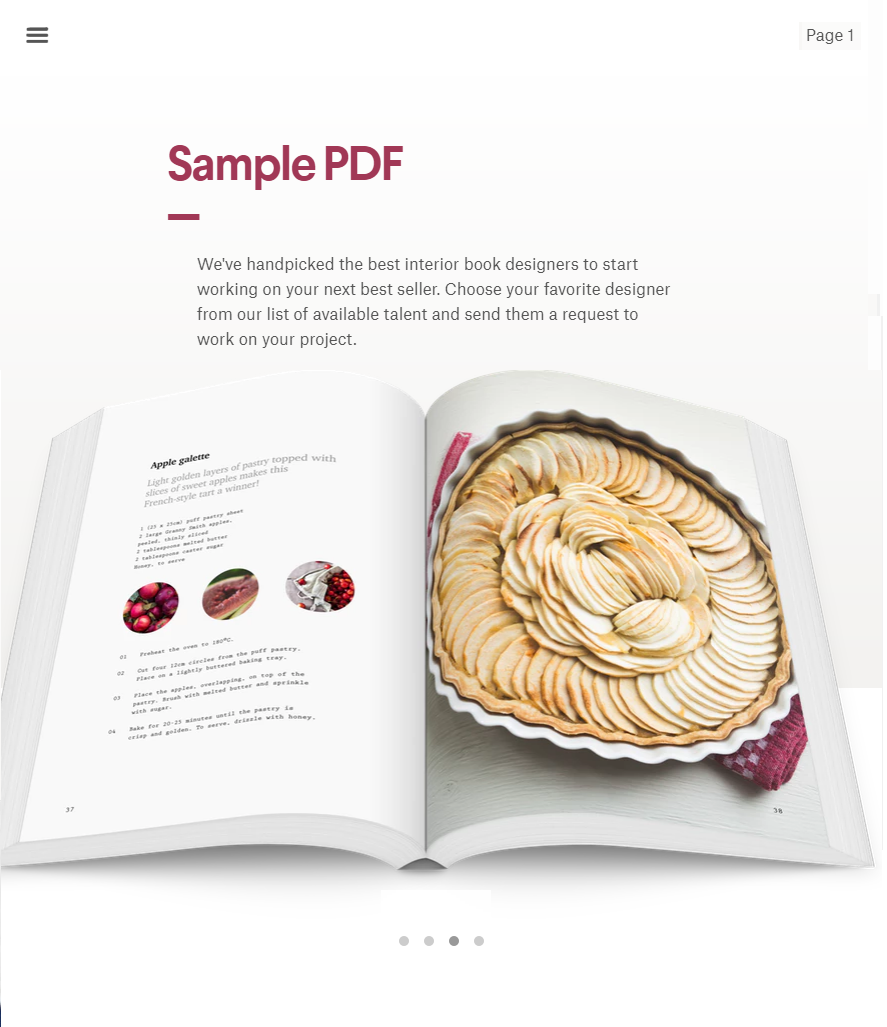 Page 1
Sample PDF
We've handpicked the best interior book designers to start
working on your next best seller. Choose your favorite designer
from our list of available talent and send them a request to
work on your project.
Apple galette
Light golden layers of pastry topped with
slices of sweet apples makes this
French-style tart a winner!
1 (25 x 25cm) puff pastry sheet
2 large Granny Smith apples,
peeled, thinly sliced
2 tablespoons melted butter
2 tablespoons caster sugar
Honey, to serve
01 Preheat the oven to 180°C.
02 Cut four 12cm circles from the puff pastry.
Place on a lightly buttered baking tray.
03 Place the apples, overlapping, on top of the
pastry. Brush with melted butter and sprinkle
with sugar.
04 Bake for 20-25 minutes until the pastry is
crisp and golden. To serve, drizzle with honey.
37
38